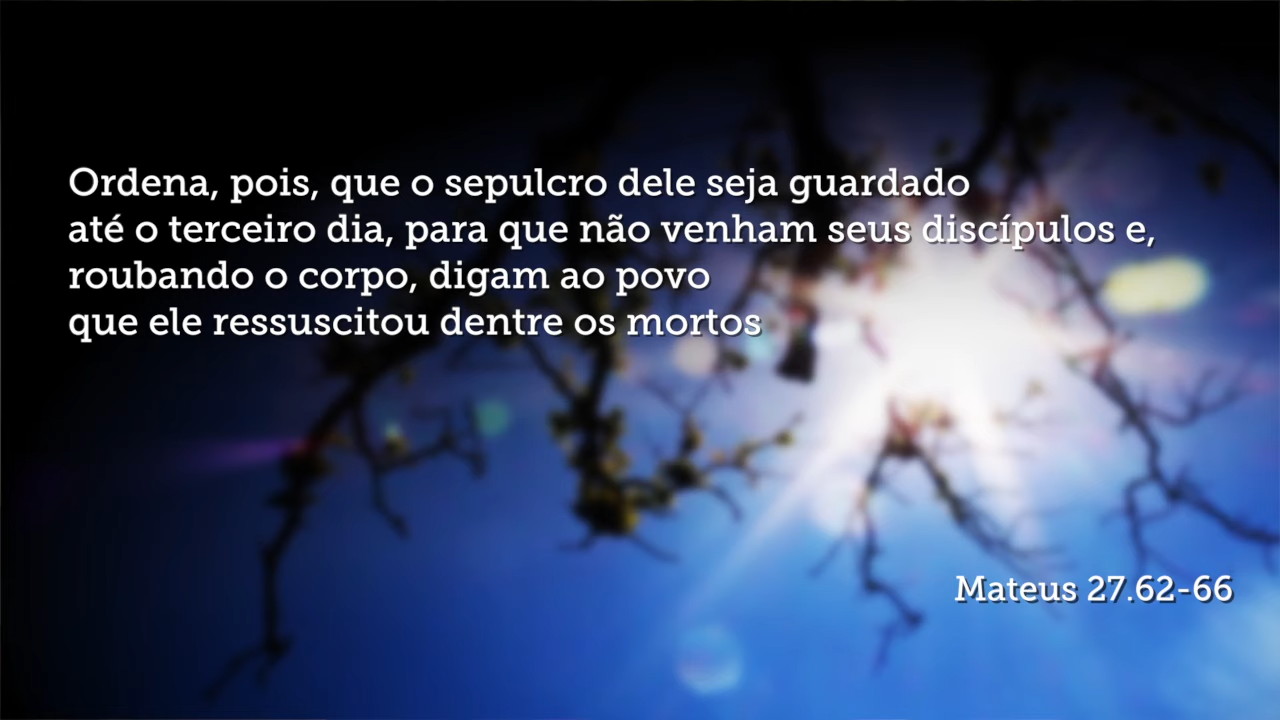 Ordena, pois, que o sepulcro dele seja guardado
até o terceiro dia, para que não venham seus discípulos e,
roubando o corpo, digam ao povo
que ele ressuscitou dentre os mortos
Mateus 27.62-66